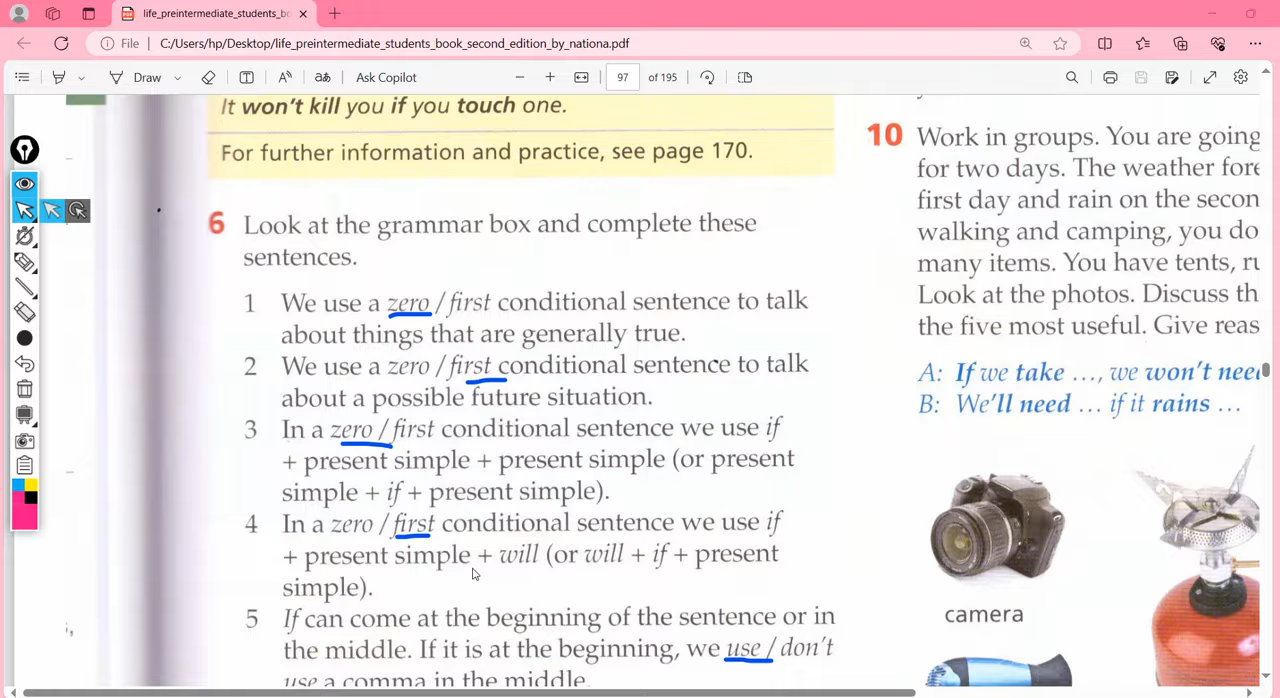 life_preintermediate_students_bo
File
C:/Users/hp/Desktop/life_preintermediate_students_book_second_edition_by_nationa.pdf
Draw
Ask Copilot
97
of 195
It won't kill you if you touch one.
For further information and practice, see page 170.
6 Look at the grammar box and complete these
sentences.
1 We use a zero / first conditional sentence to talk
about things that are generally true.
2 We use a zero / first conditional sentence to talk
about a possible future situation.
3 In a zero / first conditional sentence we use if
+ present simple + present simple (or present
simple + if + present simple).
4 In a zero / first conditional sentence we use if
+ present simple + will (or will + if + present
simple).
5 If can come at the beginning of the sentence or in
the middle. If it is at the beginning, we use / don't
use a comma in the middle.
10 Work in groups. You are going
for two days. The weather fore
first day and rain on the secon
walking and camping, you do
many items. You have tents, ru
Look at the photos. Discuss th
the five most useful. Give reas
A: If we take …, we won't need
B: We'll need … if it rains …
camera